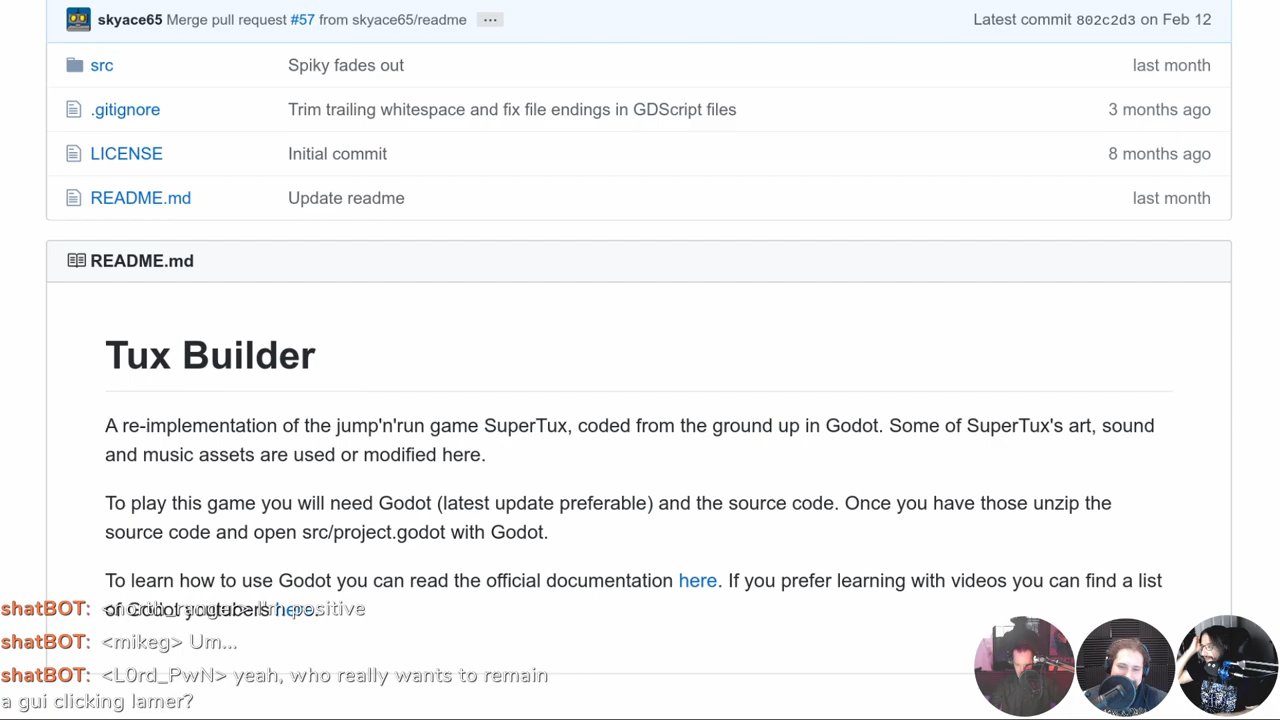 skyace65 Merge pull request #57 from skyace65/readme ... Latest commit 802c2d3 on Feb 12
src Spiky fades out last month
.gitignore Trim trailing whitespace and fix file endings in GDScript files 3 months ago
LICENSE Initial commit 8 months ago
README.md Update readme last month
README.md
Tux Builder
A re-implementation of the jump'n'run game SuperTux, coded from the ground up in Godot. Some of SuperTux's art, sound
and music assets are used or modified here.
To play this game you will need Godot (latest update preferable) and the source code. Once you have those unzip the
source code and open src/project.godot with Godot.
To learn how to use Godot you can read the official documentation here. If you prefer learning with videos you can find a list
of Godot youtubers here.
shatBOT: positive
shatBOT: <mikeg> Um...
shatBOT: <L0rd_PwN> yeah, who really wants to remain
a gui clicking lamer?